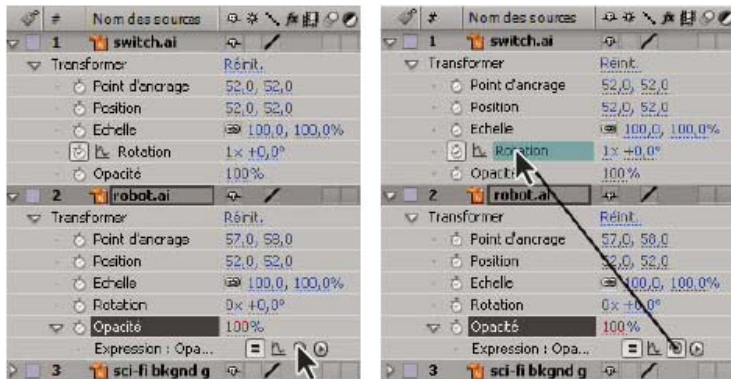 # Nom des sources
1 switch.ai
Transformer Réinit.
Point d'ancrage 52,0, 52,0
Position 52,0, 52,0
Echelle 100,0, 100,0%
Rotation 1x +0,0°
Opacité 100%
2 robot.ai
Transformer Réinit.
Point d'ancrage 57,0, 58,0
Position 52,0, 52,0
Echelle 100,0, 100,0%
Rotation 0x +0,0°
Opacité 100%
Expression : Opa...
3 sci-fi bkgnd g
# Nom des sources
1 switch.ai
Transformer Réinit.
Point d'ancrage 52,0, 52,0
Position 52,0, 52,0
Echelle 100,0, 100,0%
Rotation 1x +0,0°
Opacité 100%
2 robot.ai
Transformer Réinit.
Point d'ancrage 57,0, 58,0
Position 52,0, 52,0
Echelle 100,0, 100,0%
Rotation 0x +0,0°
Opacité 100%
Expression : Opa...
3 sci-fi bkgnd g